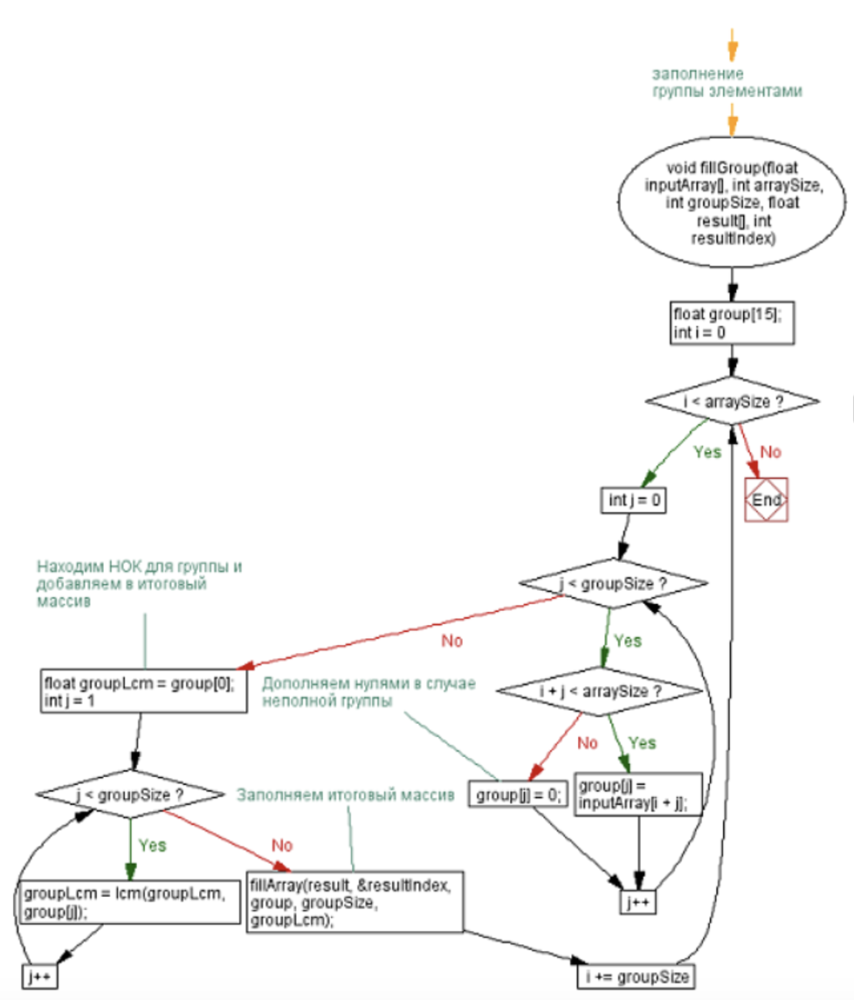 заполнение
группы элементами
void fillGroup(float
inputArray[], int arraySize,
int groupSize, float
result[], int
resultIndex)
float group[15];
int i = 0
i < arraySize ?
Yes
No
int j = 0
End
j < groupSize ?
Находим НОК для группы и
добавляем в итоговый
массив
No
Yes
float groupLcm = group[0];
int j = 1
Дополняем нулями в случае
неполной группы
i + j < arraySize ?
No
Yes
j < groupSize ?
Заполняем итоговый массив
group[j] = 0;
group[j] =
inputArray[i + j];
Yes
No
groupLcm = lcm(groupLcm,
group[j]);
fillArray(result, &resultIndex,
group, groupSize,
groupLcm);
j++
j++
i += groupSize